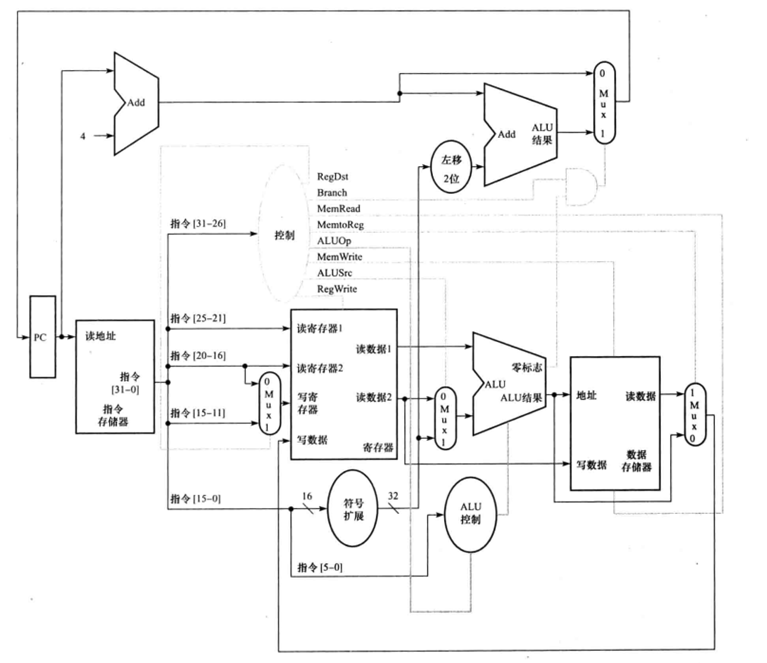 0
M
u
x
1
Add
4
Add
ALU
结果
左移
2位
RegDst
Branch
MemRead
MemtoReg
ALUOp
MemWrite
ALUSrc
RegWrite
控制
指令 [31-26]
PC
读地址
指令
[31-0]
指令
存储器
指令 [25-21]
指令 [20-16]
指令 [15-11]
0
M
u
x
1
读寄存器1
读寄存器2
写寄
存器
写数据
读数据1
读数据2
寄存器
0
M
u
x
1
ALU
零标志
ALU结果
地址
读数据
写数据
数据
存储器
1
M
u
x
0
指令 [15-0]
16
符号
扩展
32
ALU
控制
指令 [5-0]